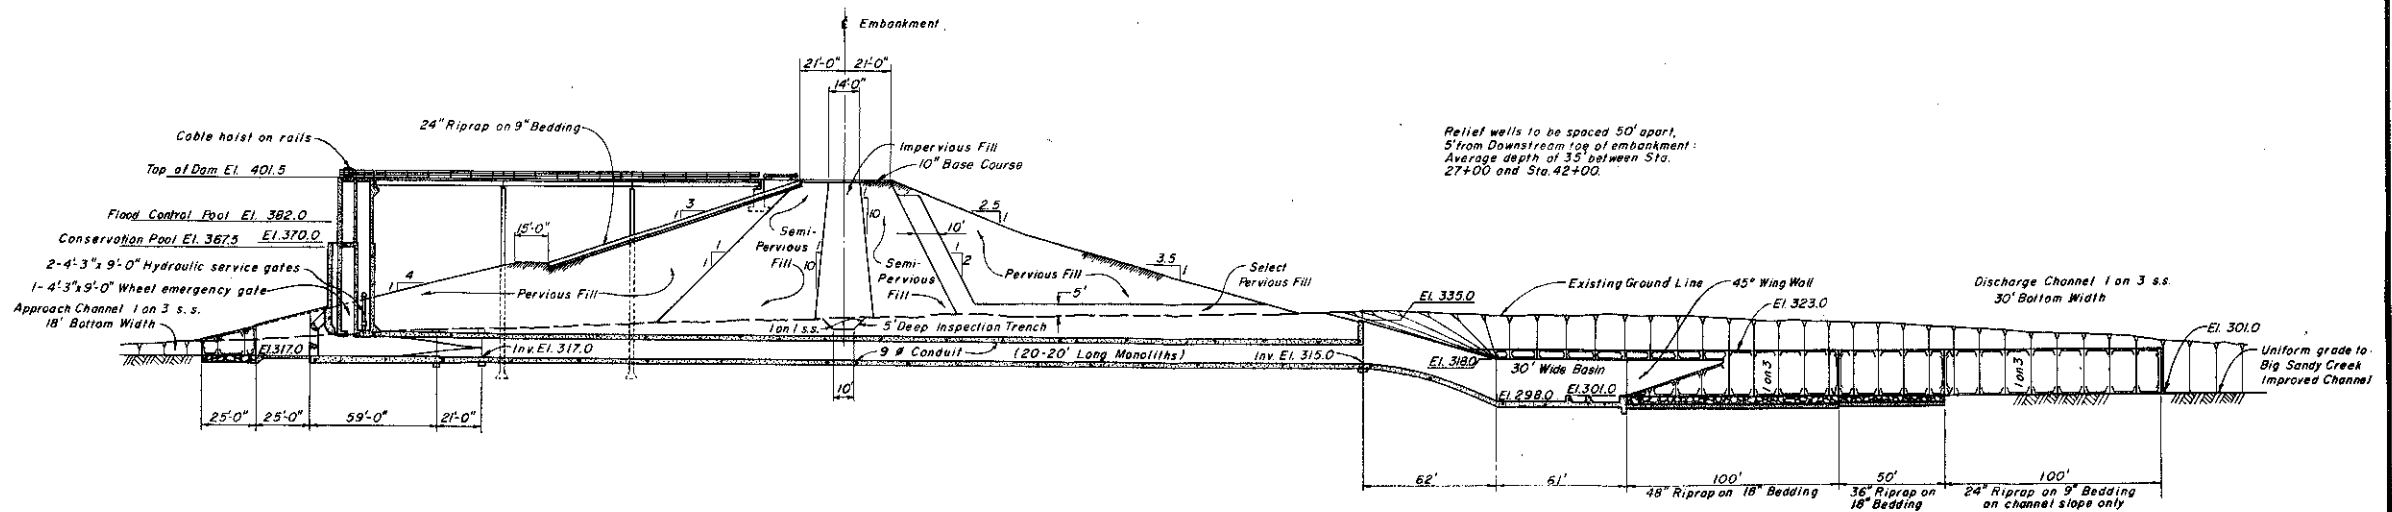 ℄ Embankment
21'-0" 21'-0"
14'-0"
24" Riprap on 9" Bedding
Cable hoist on rails
Top of Dam El. 401.5
Flood Control Pool El. 382.0
Conservation Pool El. 367.5 El. 370.0
2-4'-3" x 9'-0" Hydraulic service gates
1-4'-3" x 9'-0" Wheel emergency gate
Approach Channel 1 on 3 s.s.
18' Bottom Width
Impervious Fill
10" Base Course
Relief wells to be spaced 50' apart,
5' from Downstream toe of embankment:
Average depth of 35' between Sta.
27+00 and Sta. 42+00.
15'-0"
3
1
4
1
1
1
Semi-
Pervious
Fill
10
1
10
10'
Semi-
Pervious
Fill
1
2
2.5
1
3.5
1
Pervious Fill
Pervious Fill
5'
Select
Pervious Fill
Existing Ground Line
45° Wing Wall
Discharge Channel 1 on 3 s.s.
30' Bottom Width
El. 335.0
El. 323.0
El. 301.0
Uniform grade to
Big Sandy Creek
Improved Channel
1 on 1 s.s.
5' Deep Inspection Trench
El. 317.0
Inv. El. 317.0
9' Ø Conduit
(20-20' Long Monoliths)
Inv. El. 315.0
El. 318.0
30' Wide Basin
El. 298.0
El. 301.0
1 on 3
1 on 3
10'
25'-0" 25'-0" 59'-0" 21'-0"
62' 61' 100' 50' 100'
48" Riprap on 18" Bedding
36" Riprap on
18" Bedding
24" Riprap on 9" Bedding
on channel slope only